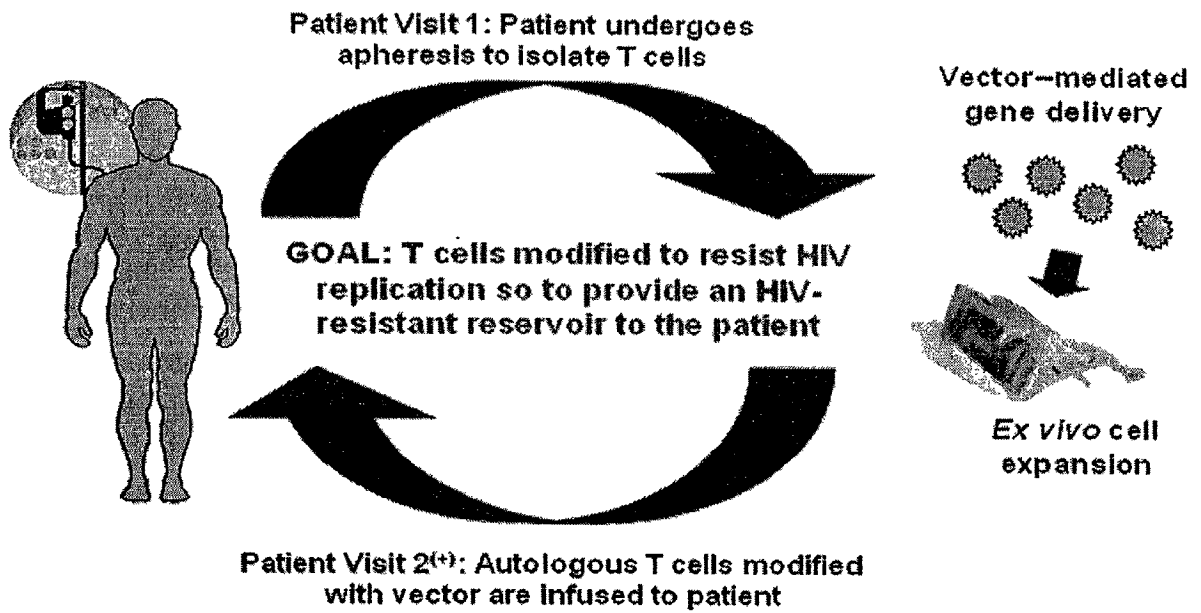 Patient Visit 1: Patient undergoes
apheresis to isolate T cells
Vector-mediated
gene delivery
GOAL: T cells modified to resist HIV
replication so to provide an HIV-
resistant reservoir to the patient
Ex vivo cell
expansion
Patient Visit 2(+): Autologous T cells modified
with vector are infused to patient